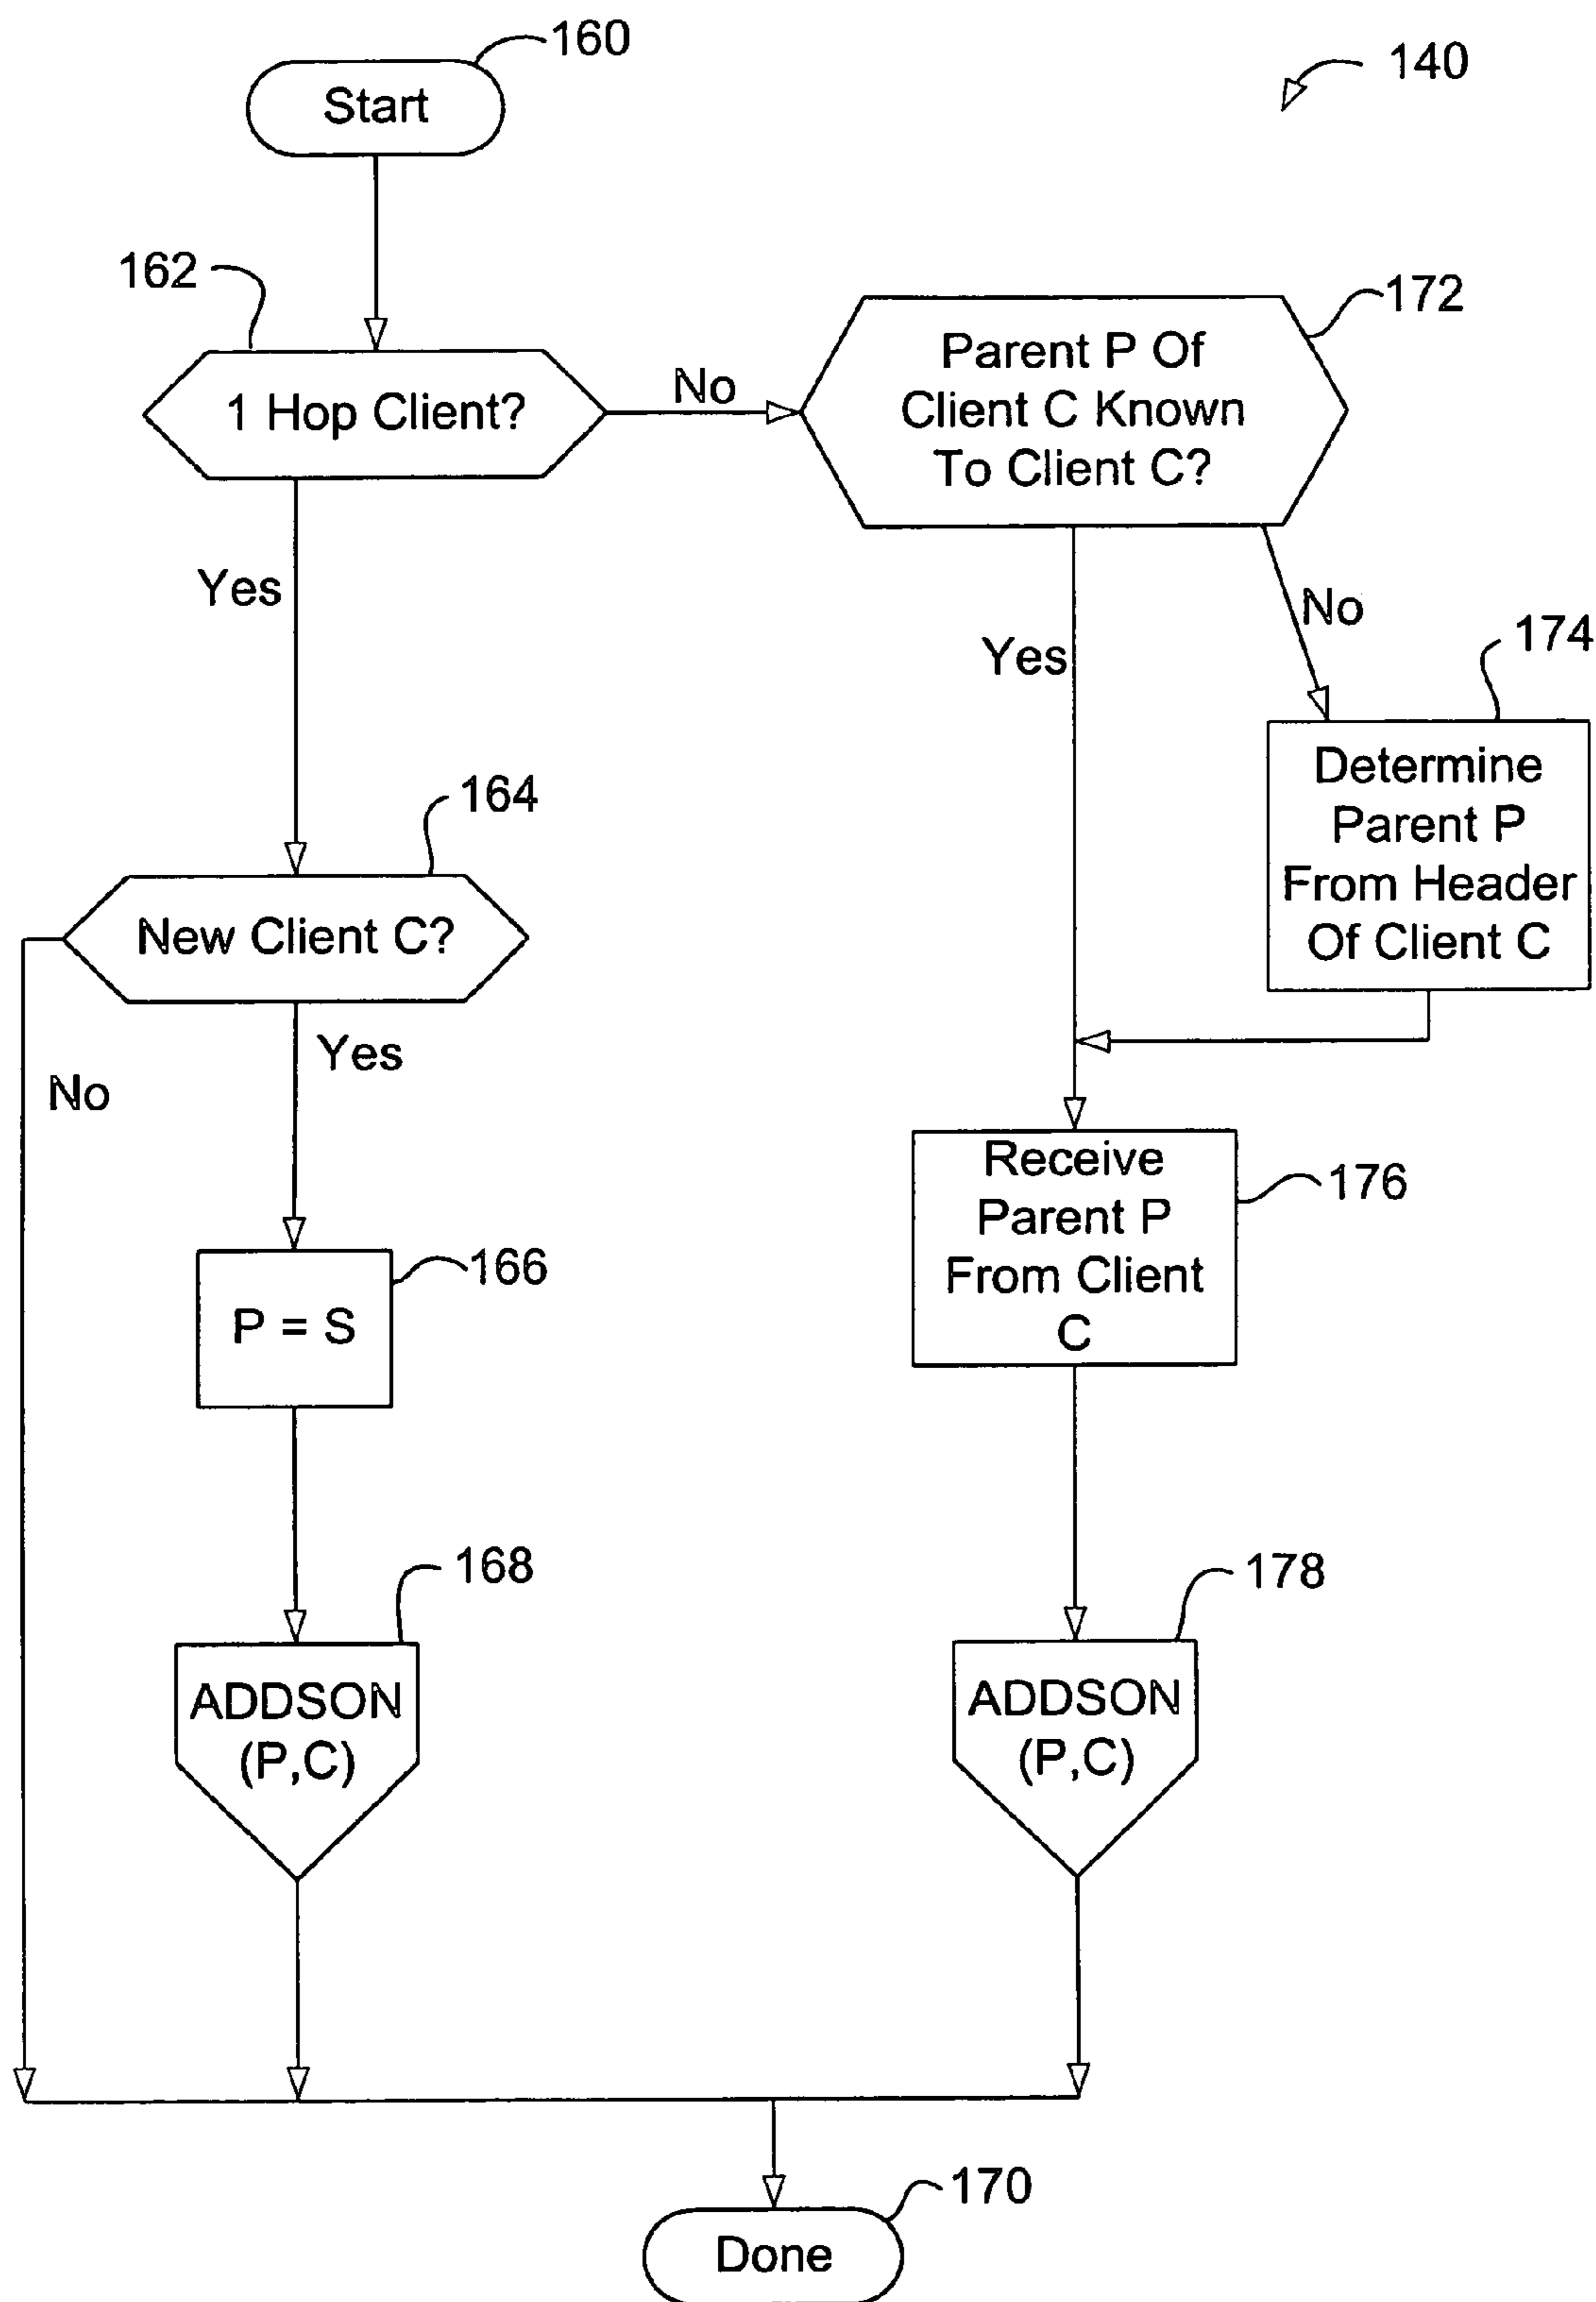 160
Start
140
162
1 Hop Client?
No
172
Parent P Of
Client C Known
To Client C?
Yes
Yes
No
174
Determine
Parent P
From Header
Of Client C
164
New Client C?
Yes
No
Receive
Parent P
From Client
C
176
166
P = S
168
ADDSON
(P,C)
178
ADDSON
(P,C)
170
Done